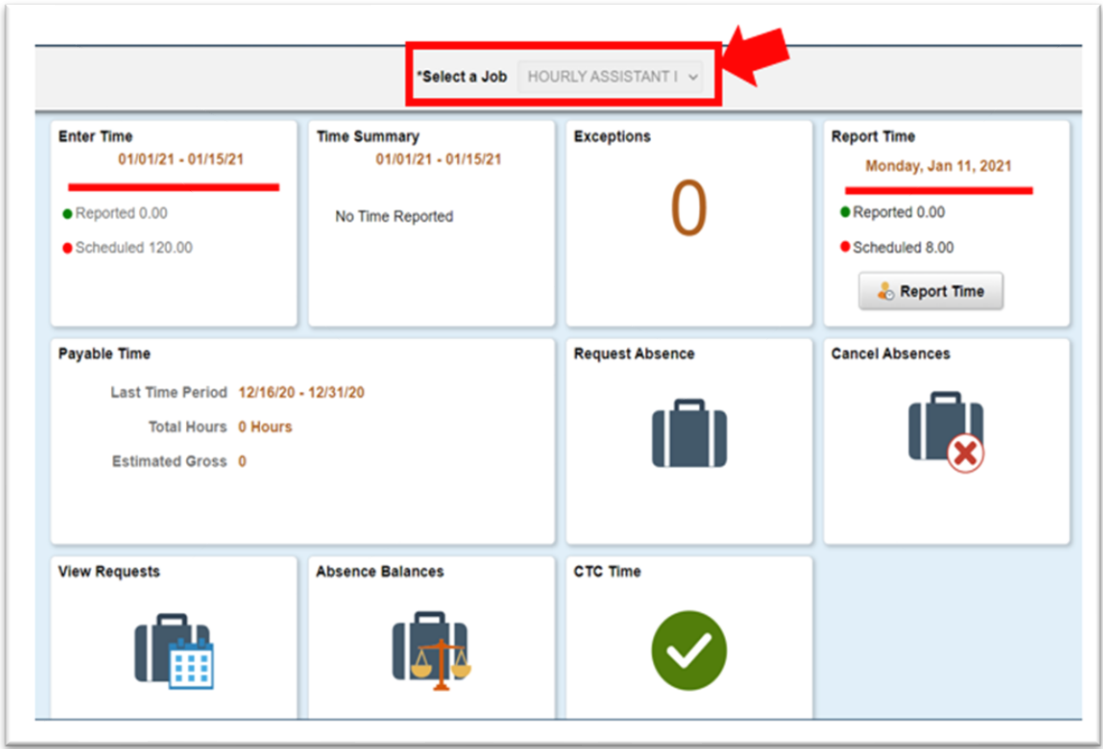 *Select a Job HOURLY ASSISTANT I
Enter Time
01/01/21 - 01/15/21
Reported 0.00
Scheduled 120.00
Time Summary
01/01/21 - 01/15/21
No Time Reported
Exceptions
0
Report Time
Monday, Jan 11, 2021
Reported 0.00
Scheduled 8.00
Report Time
Payable Time
Last Time Period 12/16/20 - 12/31/20
Total Hours 0 Hours
Estimated Gross 0
Request Absence
Cancel Absences
View Requests
Absence Balances
CTC Time